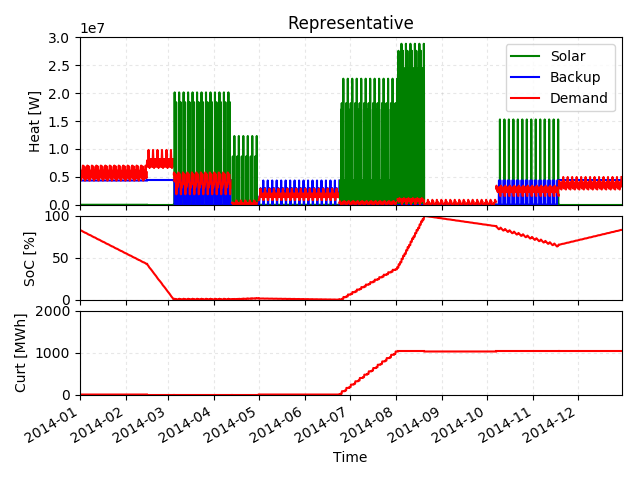 Representative
1e7
3.0
2.5
2.0
1.5
1.0
0.5
0.0
Heat [W]
Solar
Backup
Demand
100
50
0
SoC [%]
2000
1000
0
Curt [MWh]
2014-01
2014-02
2014-03
2014-04
2014-05
2014-06
2014-07
2014-08
2014-09
2014-10
2014-11
2014-12
Time